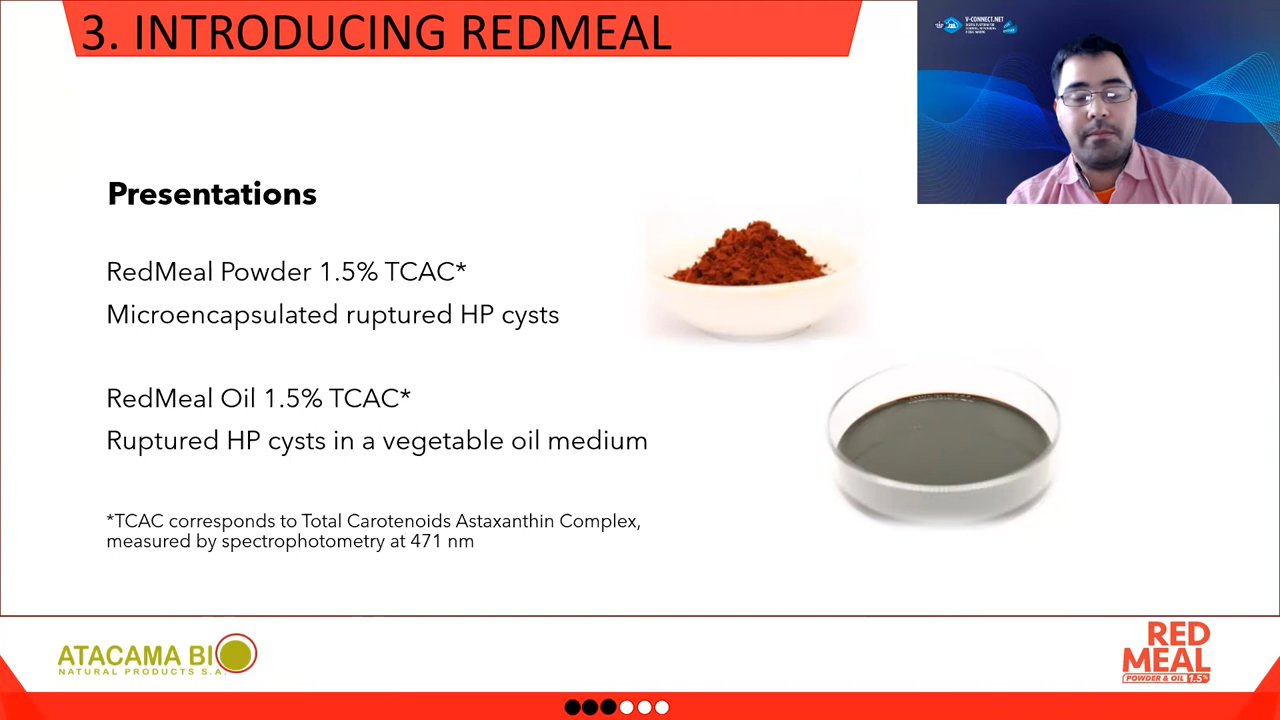 3. INTRODUCING REDMEAL
V-CONNECT.NET
Presentations
RedMeal Powder 1.5% TCAC*
Microencapsulated ruptured HP cysts
RedMeal Oil 1.5% TCAC*
Ruptured HP cysts in a vegetable oil medium
*TCAC corresponds to Total Carotenoids Astaxanthin Complex,
measured by spectrophotometry at 471 nm
ATACAMA BIO
NATURAL PRODUCTS S.A.
RED
MEAL
POWDER & OIL 1.5%